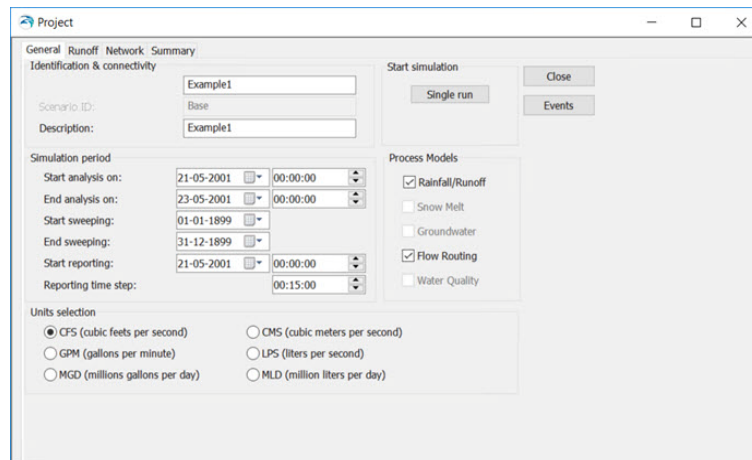 Project
General Runoff Network Summary
Identification & connectivity
Example1
Scenario ID: Base
Description: Example1
Start simulation
Single run
Close
Events
Simulation period
Start analysis on: 21-05-2001 00:00:00
End analysis on: 23-05-2001 00:00:00
Start sweeping: 01-01-1899
End sweeping: 31-12-1899
Start reporting: 21-05-2001 00:00:00
Reporting time step: 00:15:00
Process Models
Rainfall/Runoff
Snow Melt
Groundwater
Flow Routing
Water Quality
Units selection
CFS (cubic feets per second) CMS (cubic meters per second)
GPM (gallons per minute) LPS (liters per second)
MGD (millions gallons per day) MLD (million liters per day)